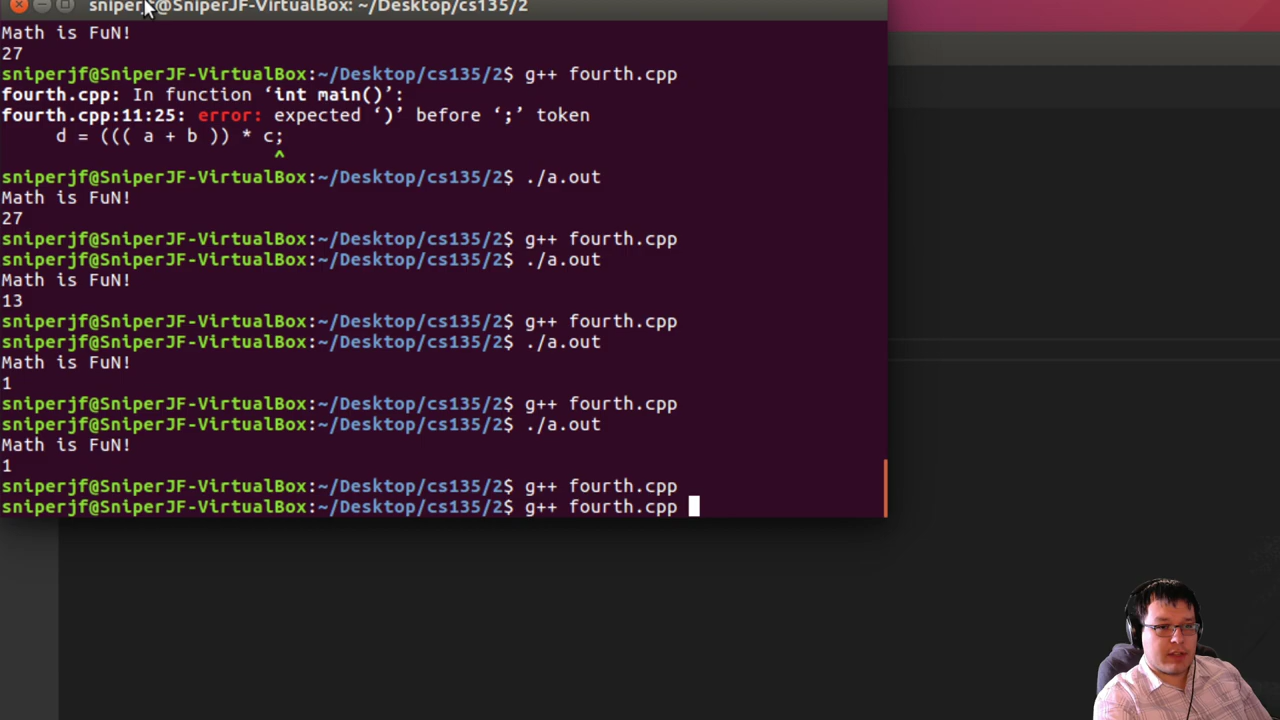 sniperjf@SniperJF-VirtualBox: ~/Desktop/cs135/2
Math is FuN!
27
sniperjf@SniperJF-VirtualBox:~/Desktop/cs135/2$ g++ fourth.cpp
fourth.cpp: In function ‘int main()’:
fourth.cpp:11:25: error: expected ‘)’ before ‘;’ token
d = ((( a + b )) * c;
^
sniperjf@SniperJF-VirtualBox:~/Desktop/cs135/2$ ./a.out
Math is FuN!
27
sniperjf@SniperJF-VirtualBox:~/Desktop/cs135/2$ g++ fourth.cpp
sniperjf@SniperJF-VirtualBox:~/Desktop/cs135/2$ ./a.out
Math is FuN!
13
sniperjf@SniperJF-VirtualBox:~/Desktop/cs135/2$ g++ fourth.cpp
sniperjf@SniperJF-VirtualBox:~/Desktop/cs135/2$ ./a.out
Math is FuN!
1
sniperjf@SniperJF-VirtualBox:~/Desktop/cs135/2$ g++ fourth.cpp
sniperjf@SniperJF-VirtualBox:~/Desktop/cs135/2$ ./a.out
Math is FuN!
1
sniperjf@SniperJF-VirtualBox:~/Desktop/cs135/2$ g++ fourth.cpp
sniperjf@SniperJF-VirtualBox:~/Desktop/cs135/2$ g++ fourth.cpp